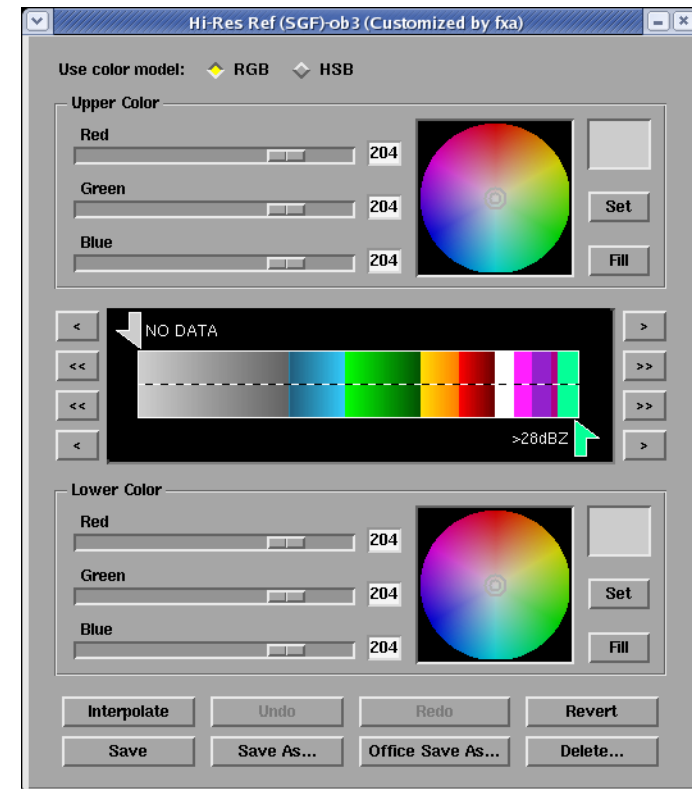 Hi-Res Ref (SGF)-ob3 (Customized by fxa)
Use color model: RGB HSB
Upper Color
Red
204
Green
204
Set
Blue
204
Fill
< NO DATA >
<< >>
<< >>
< >28dBZ >
Lower Color
Red
204
Green
204
Set
Blue
204
Fill
Interpolate Undo Redo Revert
Save Save As... Office Save As... Delete...